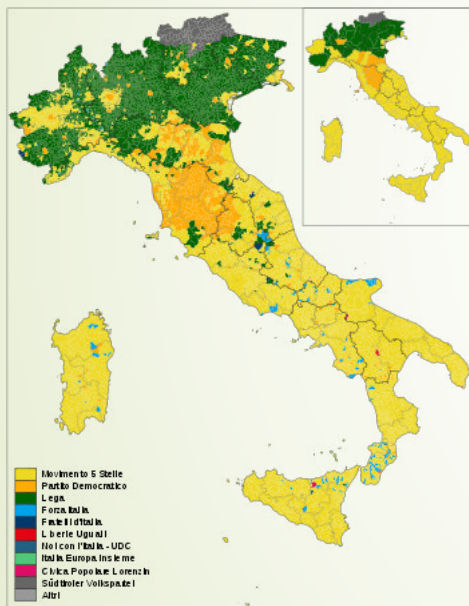 Movimento 5 Stelle
Partito Democratico
Lega
Forza Italia
Fratelli d'Italia
Liberi e Uguali
Noi con l'Italia - UDC
Italia Europa Insieme
Civica Popolare Lorenzin
Südtiroler Volkspartei
Altri